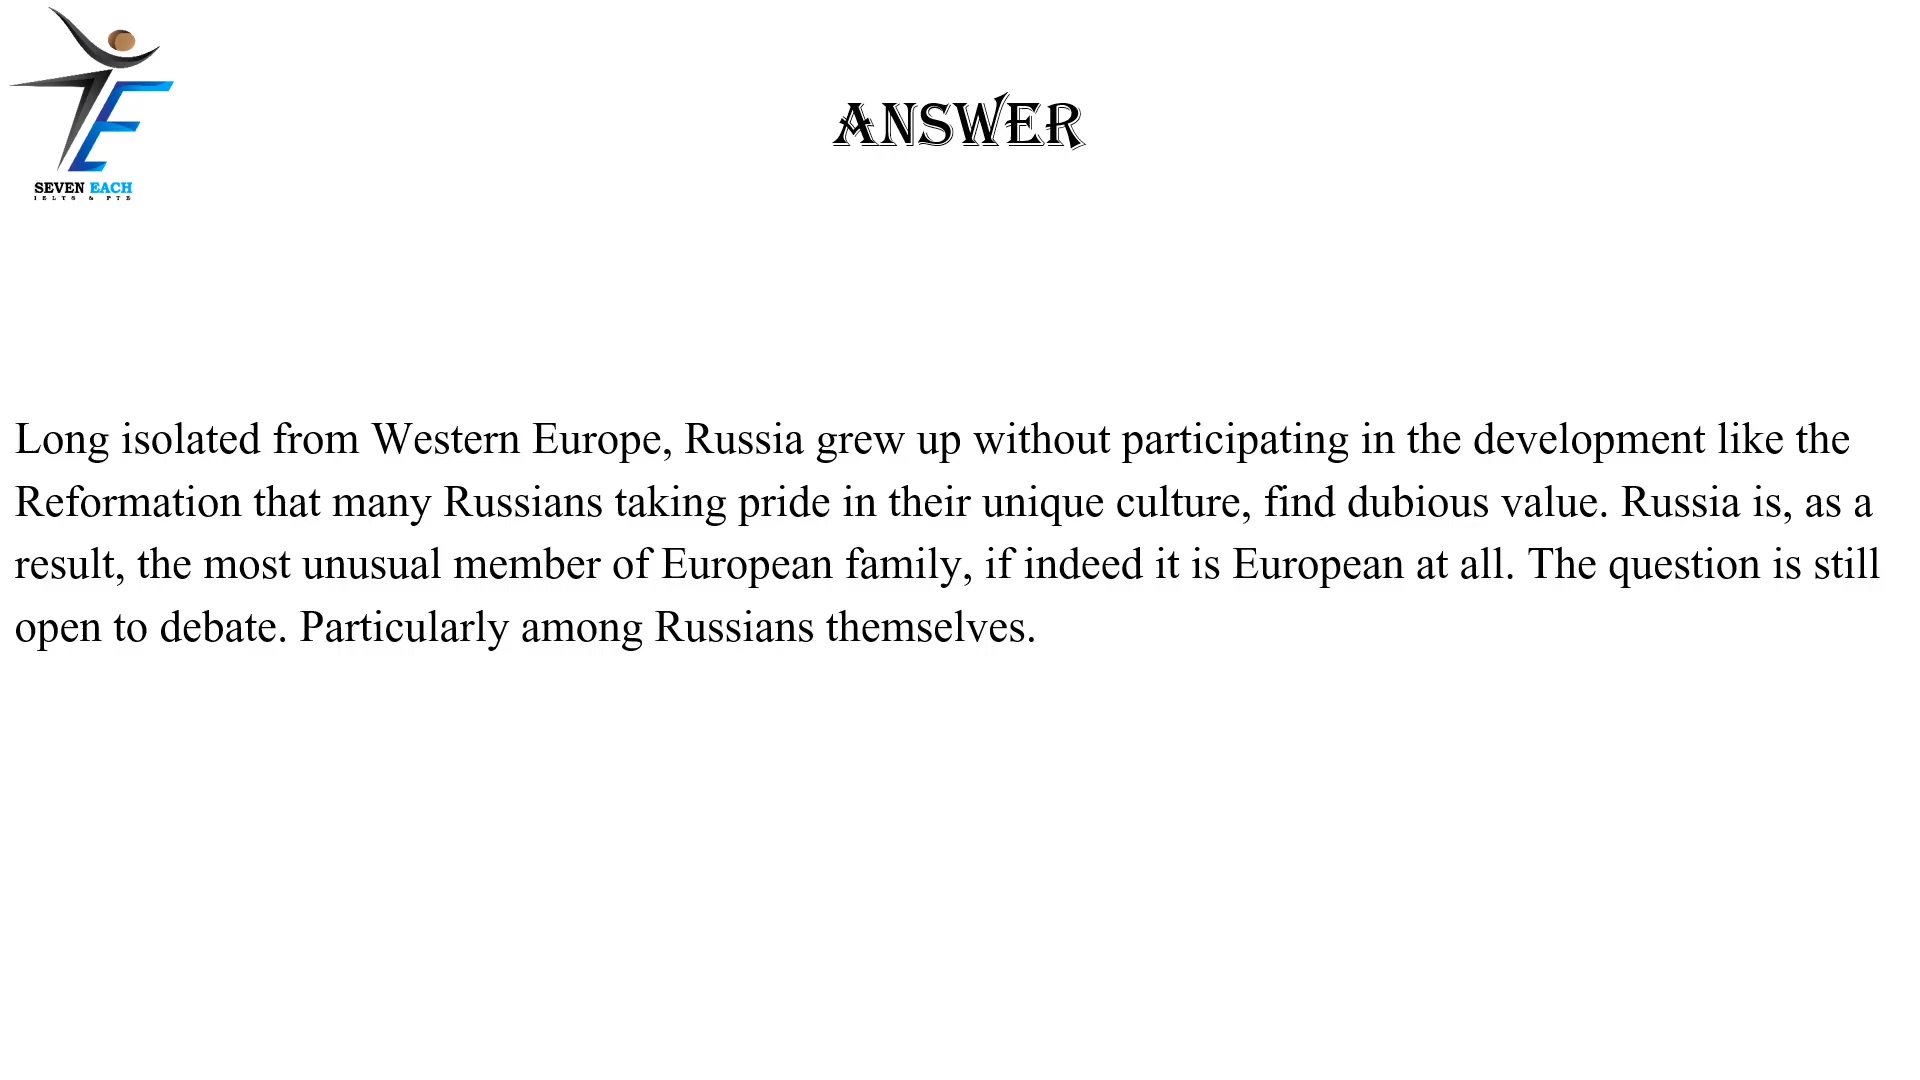 SEVEN EACH
IELTS & PTE
ANSWER
Long isolated from Western Europe, Russia grew up without participating in the development like the
Reformation that many Russians taking pride in their unique culture, find dubious value. Russia is, as a
result, the most unusual member of European family, if indeed it is European at all. The question is still
open to debate. Particularly among Russians themselves.